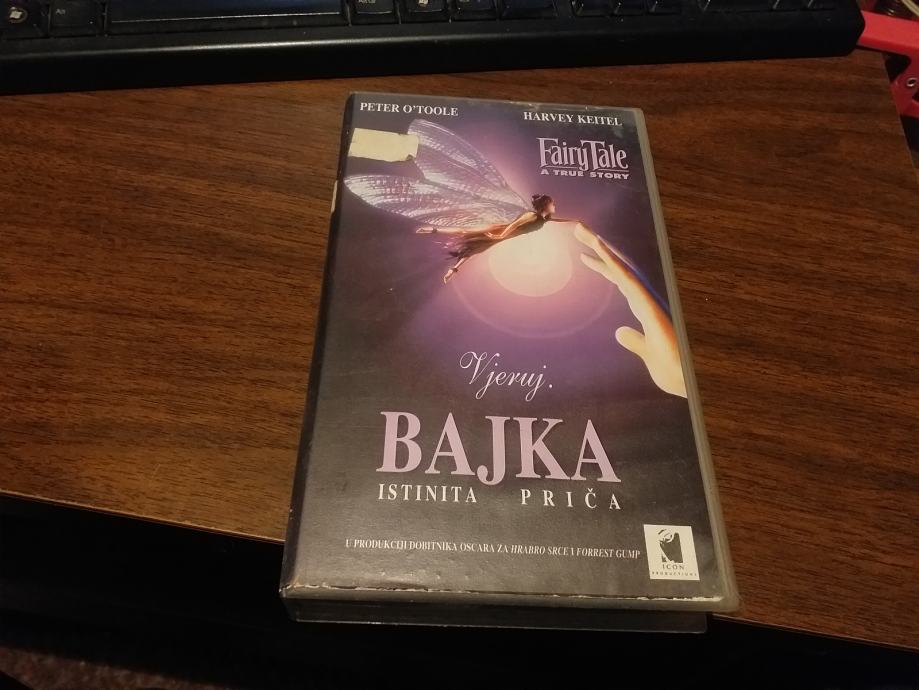 PETER O'TOOLE
HARVEY KEITEL
FairyTale
A TRUE STORY
Vjeruj.
BAJKA
ISTINITA PRIČA
U PRODUKCIJI DOBITNIKA OSCARA ZA HRABRO SRCE I FORREST GUMP
ICON
PRODUCTIONS